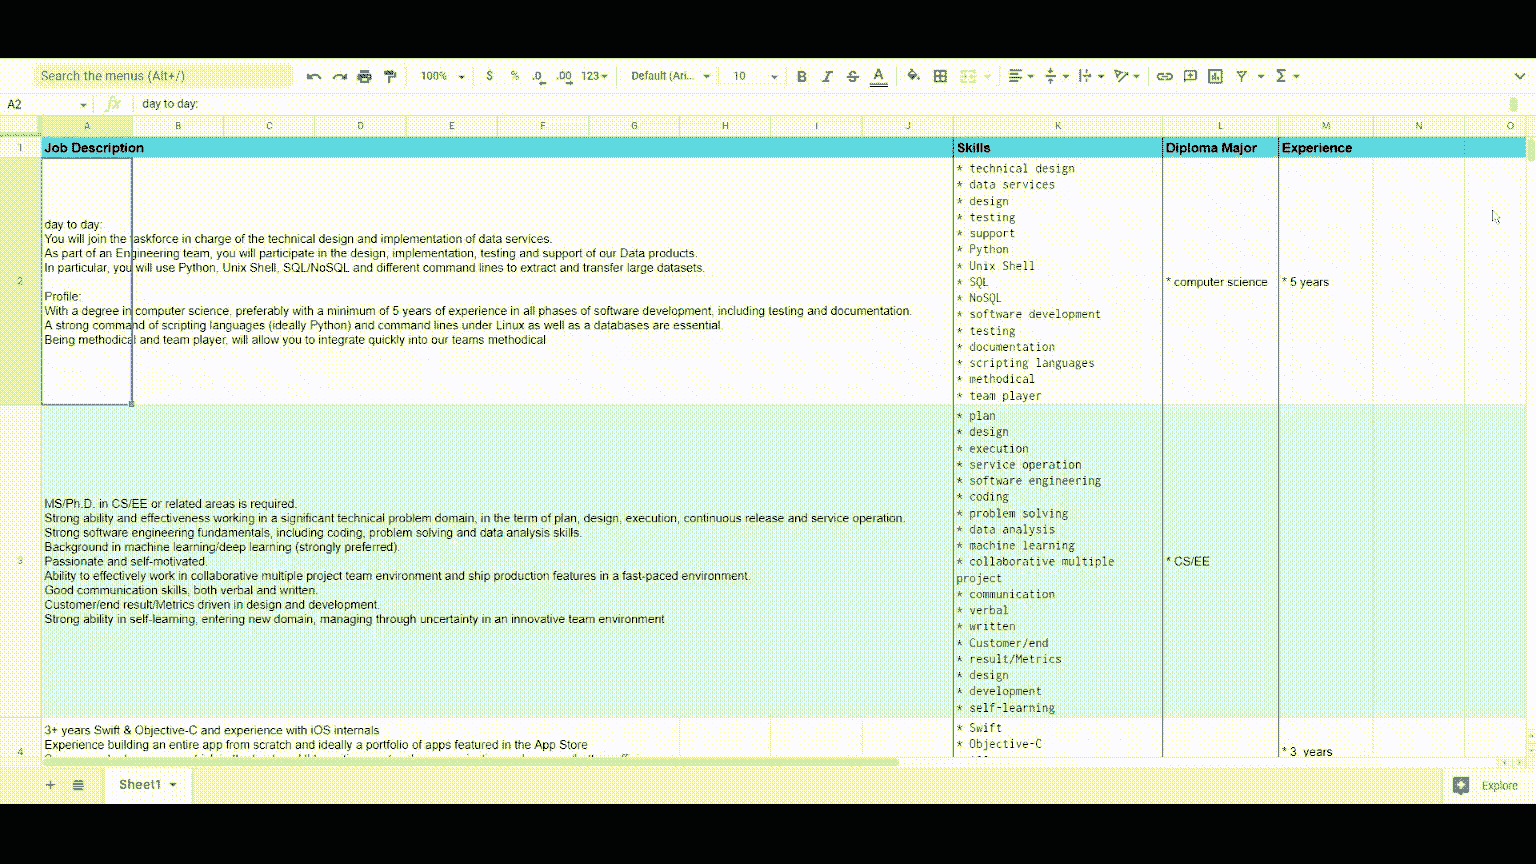 Search the menus (Alt+/)
100%
$
%
.0
.00
123
Default (Ari...
10
B
I
S
A
Σ
A2
fx
day to day:
A B C D E F G H I J K L M N O
1 Job Description Skills Diploma Major Experience
2
day to day:
You will join the taskforce in charge of the technical design and implementation of data services.
As part of an Engineering team, you will participate in the design, implementation, testing and support of our Data products.
In particular, you will use Python, Unix Shell, SQL/NoSQL and different command lines to extract and transfer large datasets.
Profile:
With a degree in computer science, preferably with a minimum of 5 years of experience in all phases of software development, including testing and documentation.
A strong command of scripting languages (ideally Python) and command lines under Linux as well as a databases are essential.
Being methodical and team player, will allow you to integrate quickly into our teams methodical
* technical design
* data services
* design
* testing
* support
* Python
* Unix Shell
* SQL
* NoSQL
* software development
* testing
* documentation
* scripting languages
* methodical
* team player
* computer science
* 5 years
3
MS/Ph.D. in CS/EE or related areas is required.
Strong ability and effectiveness working in a significant technical problem domain, in the term of plan, design, execution, continuous release and service operation.
Strong software engineering fundamentals, including coding, problem solving and data analysis skills.
Background in machine learning/deep learning (strongly preferred).
Passionate and self-motivated.
Ability to effectively work in collaborative multiple project team environment and ship production features in a fast-paced environment.
Good communication skills, both verbal and written.
Customer/end result/Metrics driven in design and development.
Strong ability in self-learning, entering new domain, managing through uncertainty in an innovative team environment
* plan
* design
* execution
* service operation
* software engineering
* coding
* problem solving
* data analysis
* machine learning
* collaborative multiple
project
* communication
* verbal
* written
* Customer/end
* result/Metrics
* design
* development
* self-learning
* CS/EE
4
3+ years Swift & Objective-C and experience with iOS internals
Experience building an entire app from scratch and ideally a portfolio of apps featured in the App Store
* Swift
* Objective-C
* 3 years
Sheet1
Explore